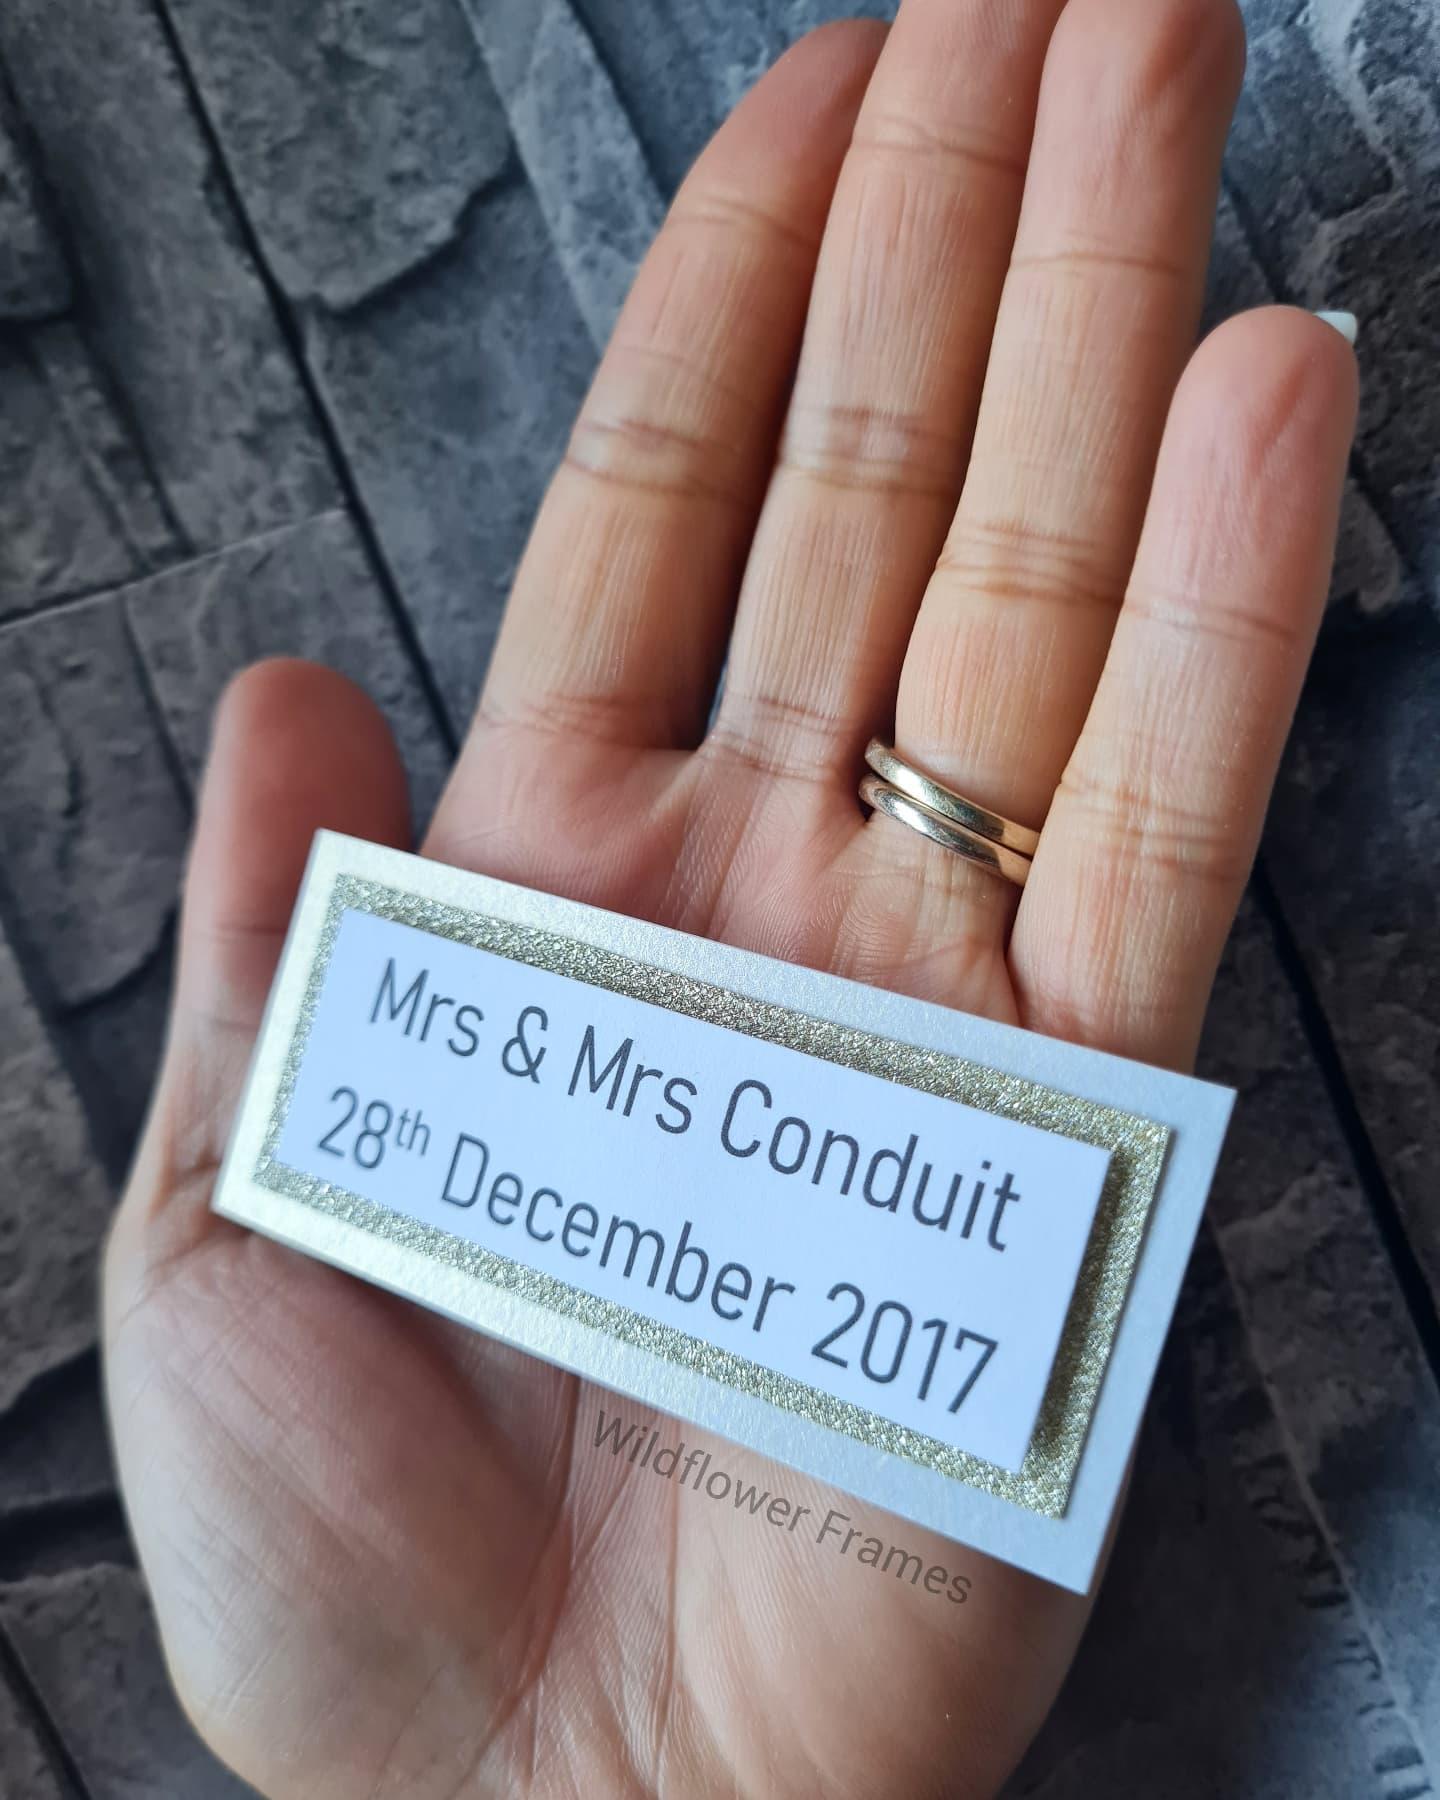 Mrs & Mrs Conduit
28th December 2017
Wildflower Frames